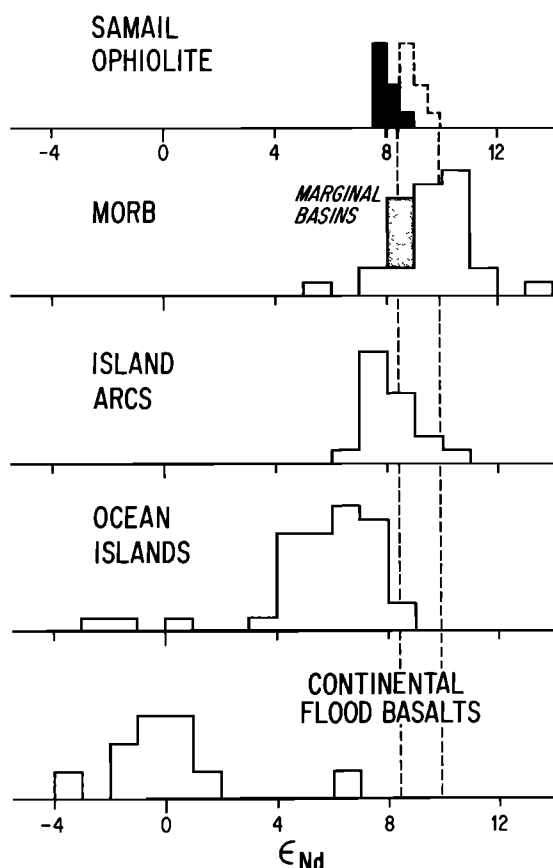 SAMAIL
OPHIOLITE
-4 0 4 8 12
MARGINAL
BASINS
MORB
ISLAND
ARCS
OCEAN
ISLANDS
CONTINENTAL
FLOOD BASALTS
-4 0 4 8 12
ϵNd